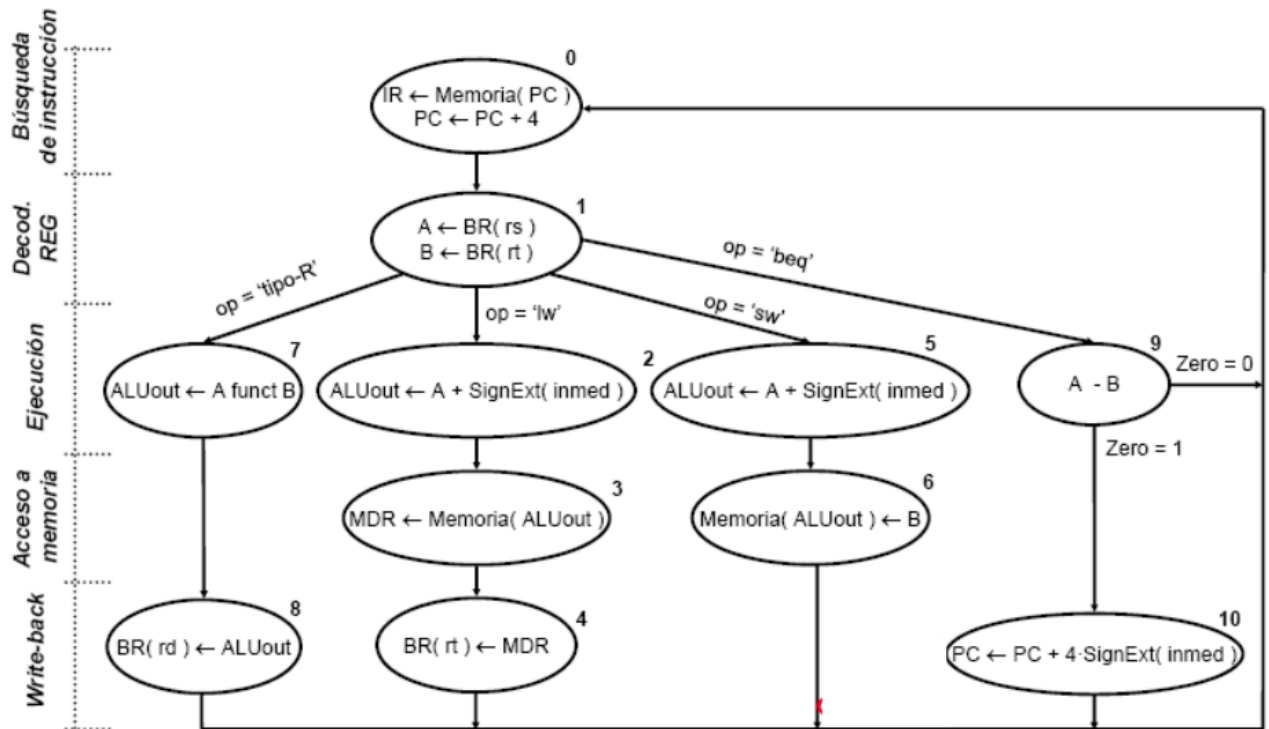 Búsqueda
de instrucción
0
IR ← Memoria( PC )
PC ← PC + 4
Decod.
REG
1
A ← BR( rs )
B ← BR( rt )
op = 'tipo-R'
op = 'lw'
op = 'sw'
op = 'beq'
Ejecución
7
ALUout ← A funct B
2
ALUout ← A + SignExt( inmed )
5
ALUout ← A + SignExt( inmed )
9
A - B
Zero = 0
Zero = 1
Acceso a
memoria
3
MDR ← Memoria( ALUout )
6
Memoria( ALUout ) ← B
Write-back
8
BR( rd ) ← ALUout
4
BR( rt ) ← MDR
10
PC ← PC + 4·SignExt( inmed )